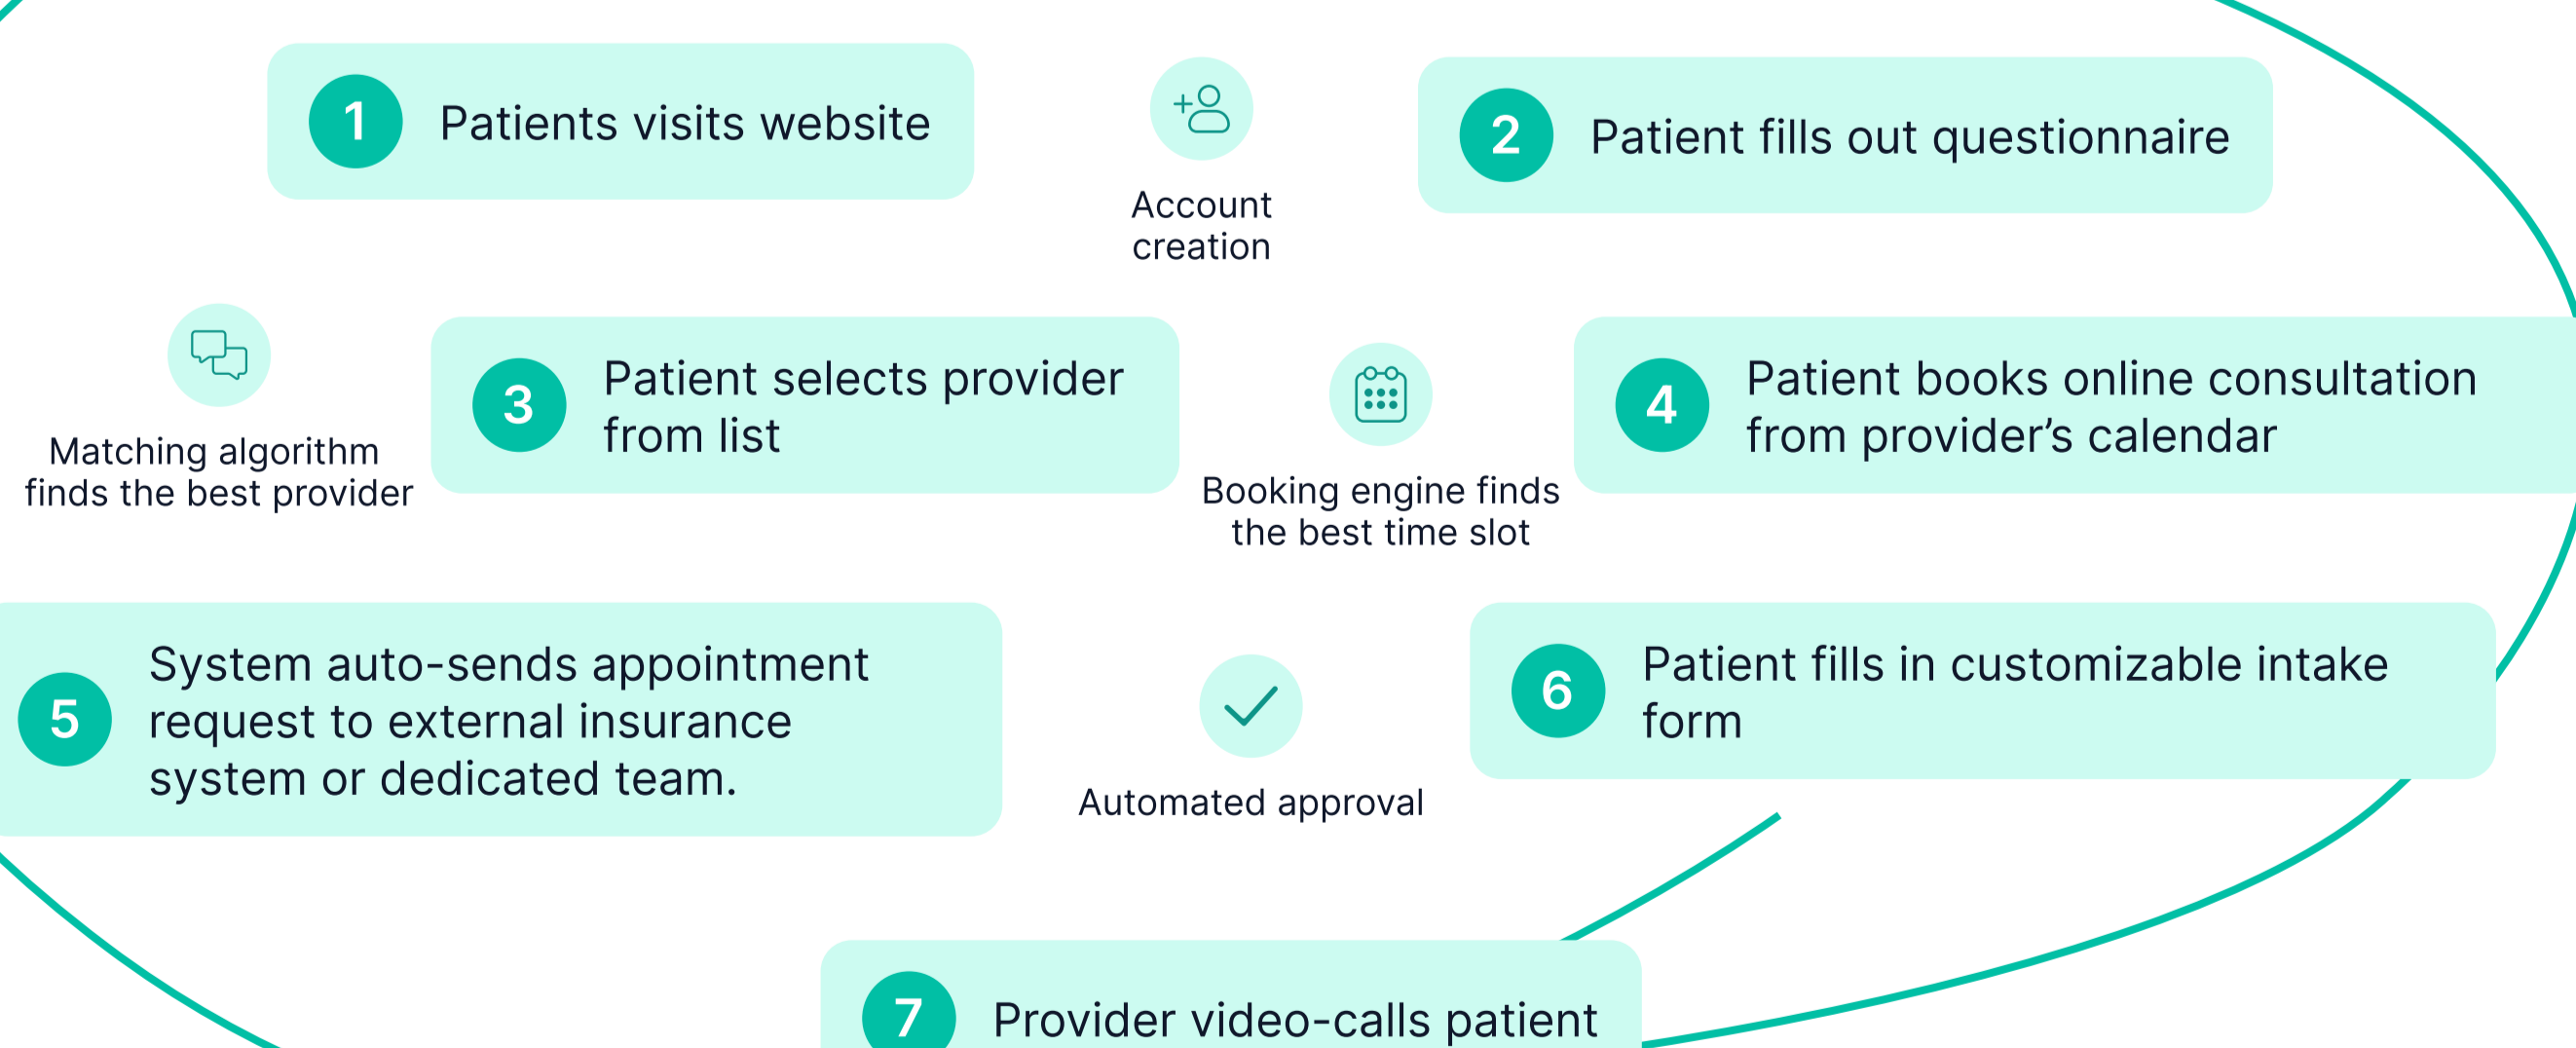 1
Patients visits website
Account
creation
2
Patient fills out questionnaire
Matching algorithm
finds the best provider
3
Patient selects provider
from list
Booking engine finds
the best time slot
4
Patient books online consultation
from provider’s calendar
5
System auto-sends appointment
request to external insurance
system or dedicated team.
Automated approval
6
Patient fills in customizable intake
form
7
Provider video-calls patient